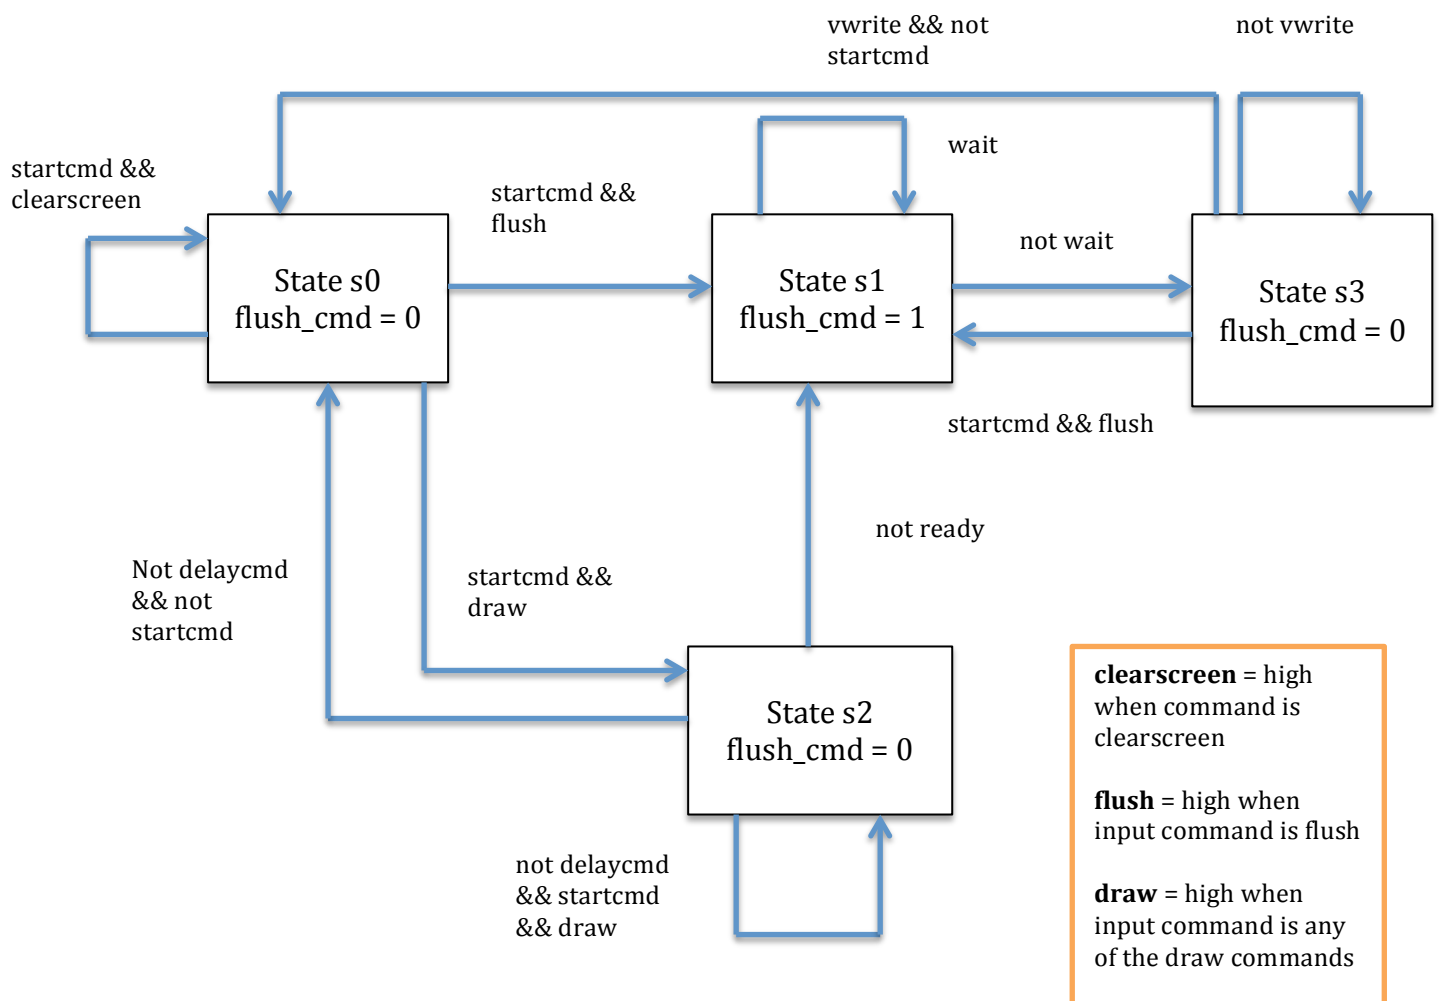 vwrite && not
startcmd
not vwrite
wait
startcmd &&
clearscreen
startcmd &&
flush
not wait
State s0
flush_cmd = 0
State s1
flush_cmd = 1
State s3
flush_cmd = 0
startcmd && flush
not ready
Not delaycmd
&& not
startcmd
startcmd &&
draw
State s2
flush_cmd = 0
not delaycmd
&& startcmd
&& draw
clearscreen = high
when command is
clearscreen
flush = high when
input command is flush
draw = high when
input command is any
of the draw commands